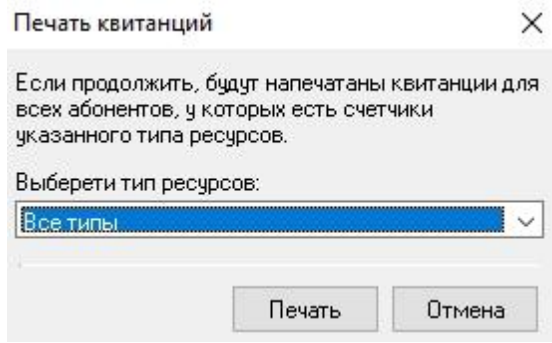 Печать квитанций
Если продолжить, будут напечатаны квитанции для
всех абонентов, у которых есть счетчики
указанного типа ресурсов.
Выберети тип ресурсов:
Все типы
Печать
Отмена